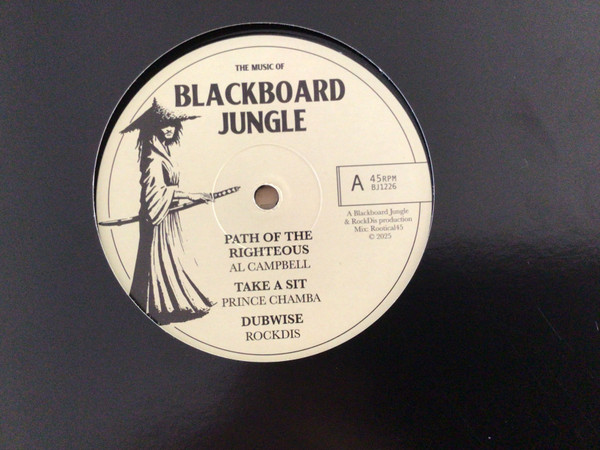 THE MUSIC OF
BLACKBOARD
JUNGLE
A 45RPM
BJ1226
A Blackboard Jungle
& RockDis production
Mix: Rootical45
© 2025
PATH OF THE
RIGHTEOUS
AL CAMPBELL
TAKE A SIT
PRINCE CHAMBA
DUBWISE
ROCKDIS